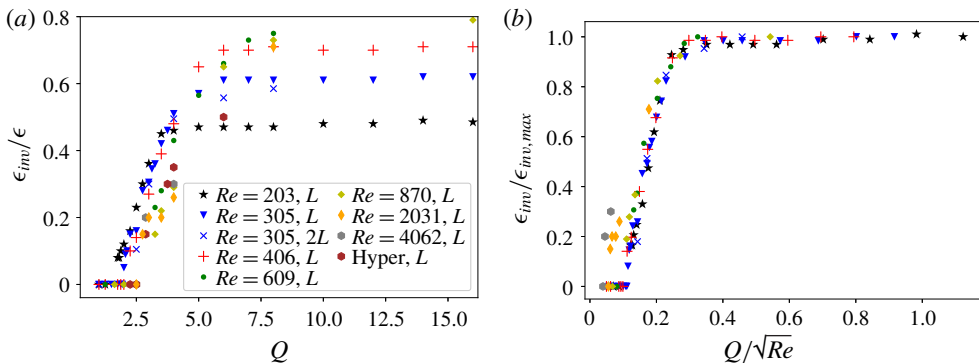 (a)
0.8
0.6
0.4
0.2
0
ϵ_inv/ϵ
2.5 5.0 7.5 10.0 12.5 15.0
Q
Re = 203, L
Re = 305, L
Re = 305, 2L
Re = 406, L
Re = 609, L
Re = 870, L
Re = 2031, L
Re = 4062, L
Hyper, L
(b)
1.0
0.8
0.6
0.4
0.2
0
ϵ_inv/ϵ_inv,max
0 0.2 0.4 0.6 0.8 1.0
Q/√Re